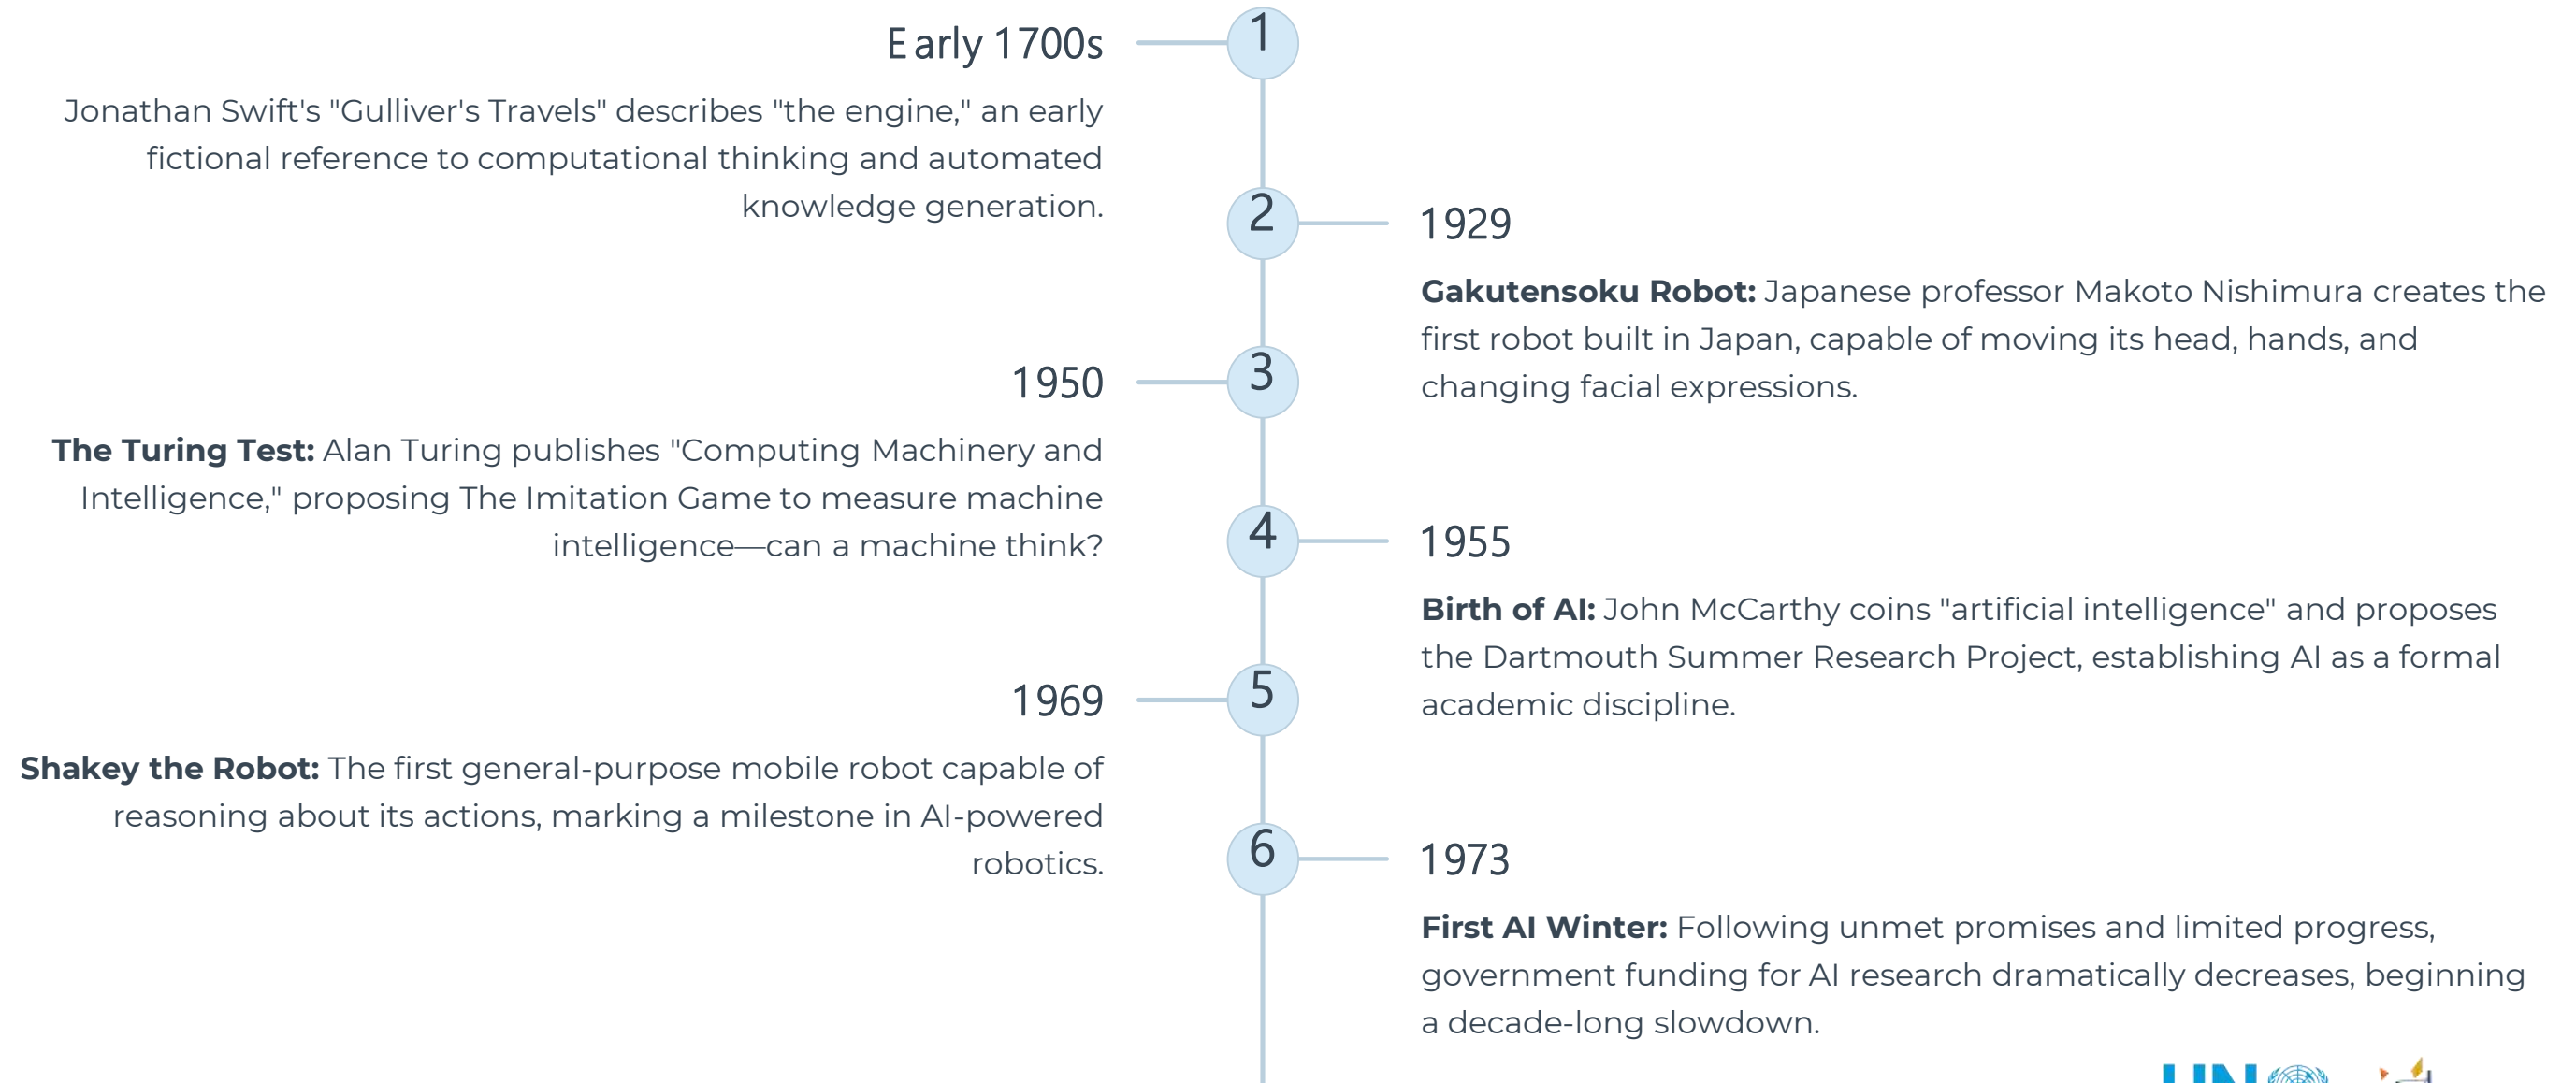 1
Early 1700s
Jonathan Swift's "Gulliver's Travels" describes "the engine," an early
fictional reference to computational thinking and automated
knowledge generation.
2
1929
Gakutensoku Robot: Japanese professor Makoto Nishimura creates the
first robot built in Japan, capable of moving its head, hands, and
changing facial expressions.
3
1950
The Turing Test: Alan Turing publishes "Computing Machinery and
Intelligence," proposing The Imitation Game to measure machine
intelligence—can a machine think?
4
1955
Birth of AI: John McCarthy coins "artificial intelligence" and proposes
the Dartmouth Summer Research Project, establishing AI as a formal
academic discipline.
5
1969
Shakey the Robot: The first general-purpose mobile robot capable of
reasoning about its actions, marking a milestone in AI-powered
robotics.
6
1973
First AI Winter: Following unmet promises and limited progress,
government funding for AI research dramatically decreases, beginning
a decade-long slowdown.